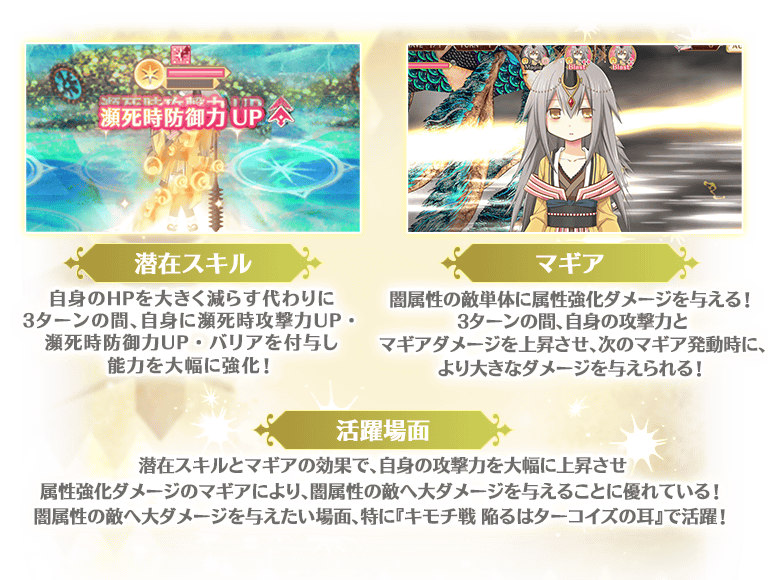 瀕死時防御力 UP
Magia
Blast
Blast
潜在スキル
自身のHPを大きく減らす代わりに
3ターンの間、自身に瀕死時攻撃力UP・
瀕死時防御力UP・バリアを付与し
能力を大幅に強化！
マギア
闇属性の敵単体に属性強化ダメージを与える！
3ターンの間、自身の攻撃力と
マギアダメージを上昇させ、次のマギア発動時に、
より大きなダメージを与えられる！
活躍場面
潜在スキルとマギアの効果で、自身の攻撃力を大幅に上昇させ
属性強化ダメージのマギアにより、闇属性の敵へ大ダメージを与えることに優れている！
闇属性の敵へ大ダメージを与えたい場面、特に『キモチ戦 陥るはターコイズの耳』で活躍！